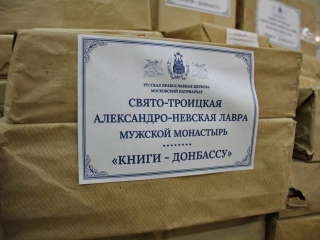 РУССКАЯ ПРАВОСЛАВНАЯ ЦЕРКОВЬ
МОСКОВСКИЙ ПАТРИАРХАТ
СВЯТО-ТРОИЦКАЯ
АЛЕКСАНДРО-НЕВСКАЯ ЛАВРА
МУЖСКОЙ МОНАСТЫРЬ
«КНИГИ - ДОНБАССУ»